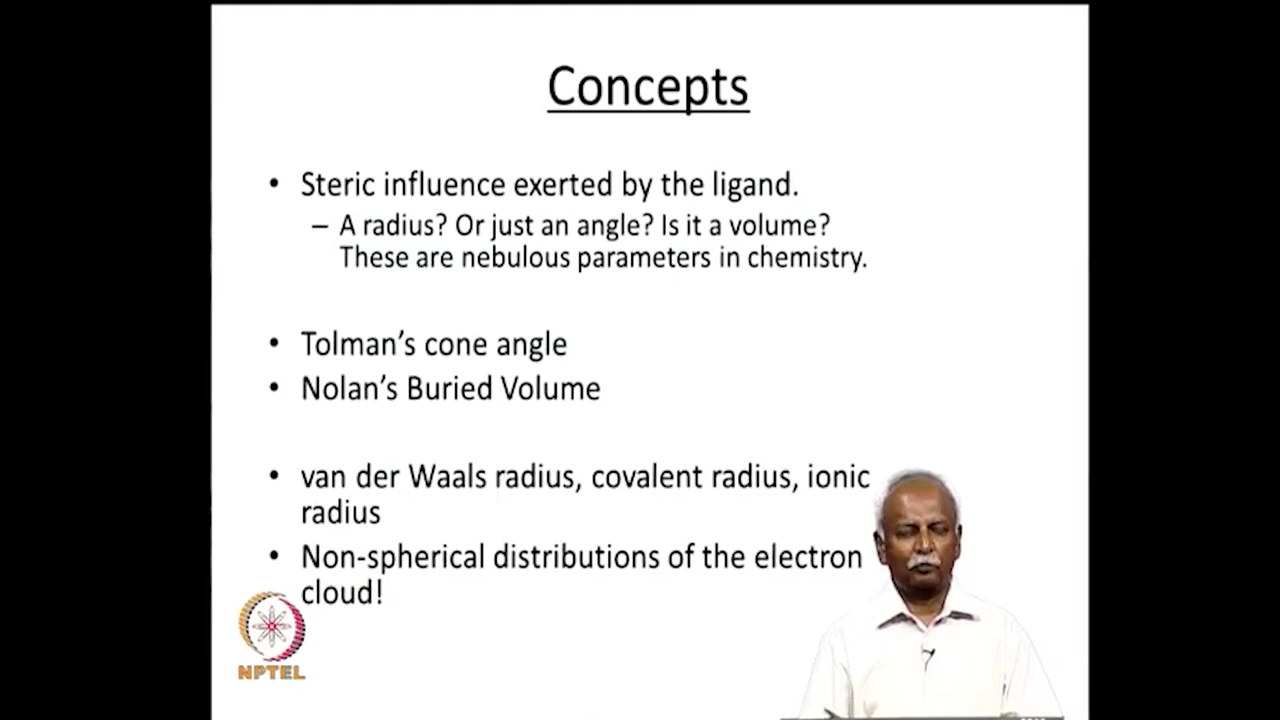 Concepts
• Steric influence exerted by the ligand.
– A radius? Or just an angle? Is it a volume?
These are nebulous parameters in chemistry.
• Tolman’s cone angle
• Nolan’s Buried Volume
• van der Waals radius, covalent radius, ionic
radius
• Non-spherical distributions of the electron
cloud!
NPTEL